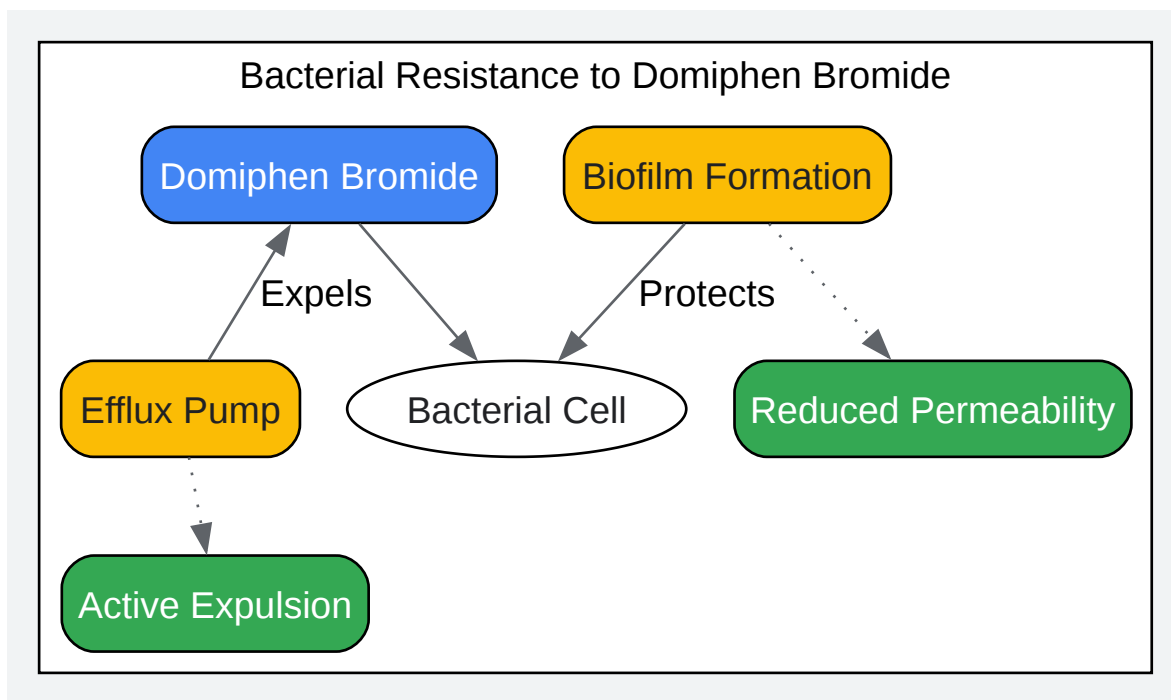 Bacterial Resistance to Domiphen Bromide
Domiphen Bromide
Biofilm Formation
Expels
Protects
Efflux Pump
Bacterial Cell
Reduced Permeability
Active Expulsion